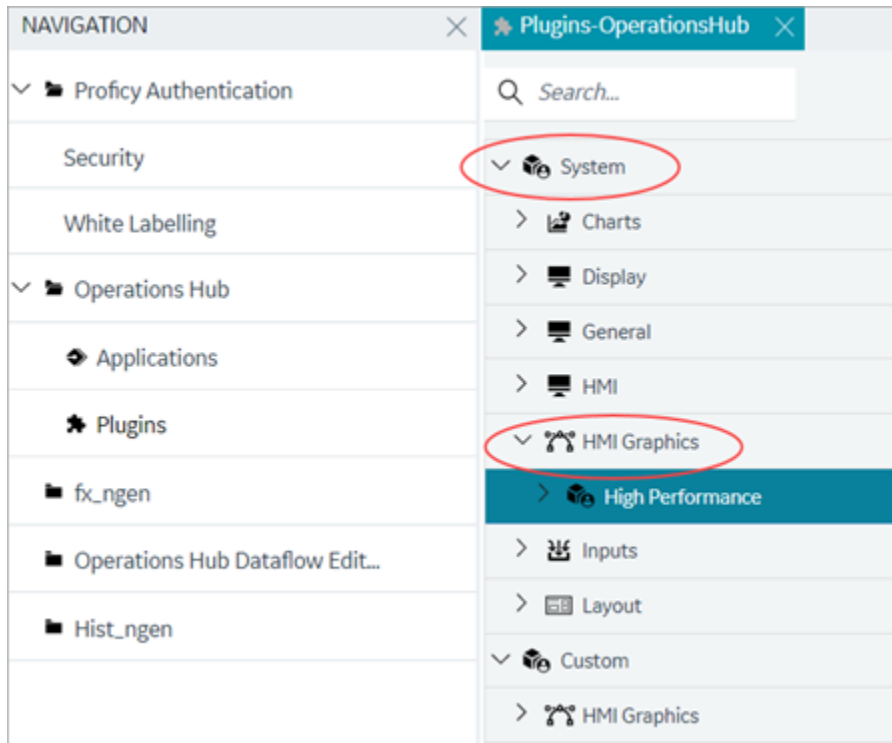 NAVIGATION
Proficy Authentication
Security
White Labelling
Operations Hub
Applications
Plugins
fx_ngen
Operations Hub Dataflow Edit...
Hist_ngen
Plugins-OperationsHub
Search...
System
Charts
Display
General
HMI
HMI Graphics
High Performance
Inputs
Layout
Custom
HMI Graphics